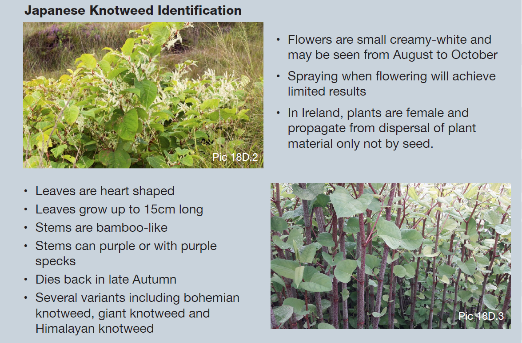 Japanese Knotweed Identification
Pic 18D.2
• Flowers are small creamy-white and
may be seen from August to October
• Spraying when flowering will achieve
limited results
• In Ireland, plants are female and
propagate from dispersal of plant
material only not by seed.
• Leaves are heart shaped
• Leaves grow up to 15cm long
• Stems are bamboo-like
• Stems can purple or with purple
specks
• Dies back in late Autumn
• Several variants including bohemian
knotweed, giant knotweed and
Himalayan knotweed
Pic 18D.3